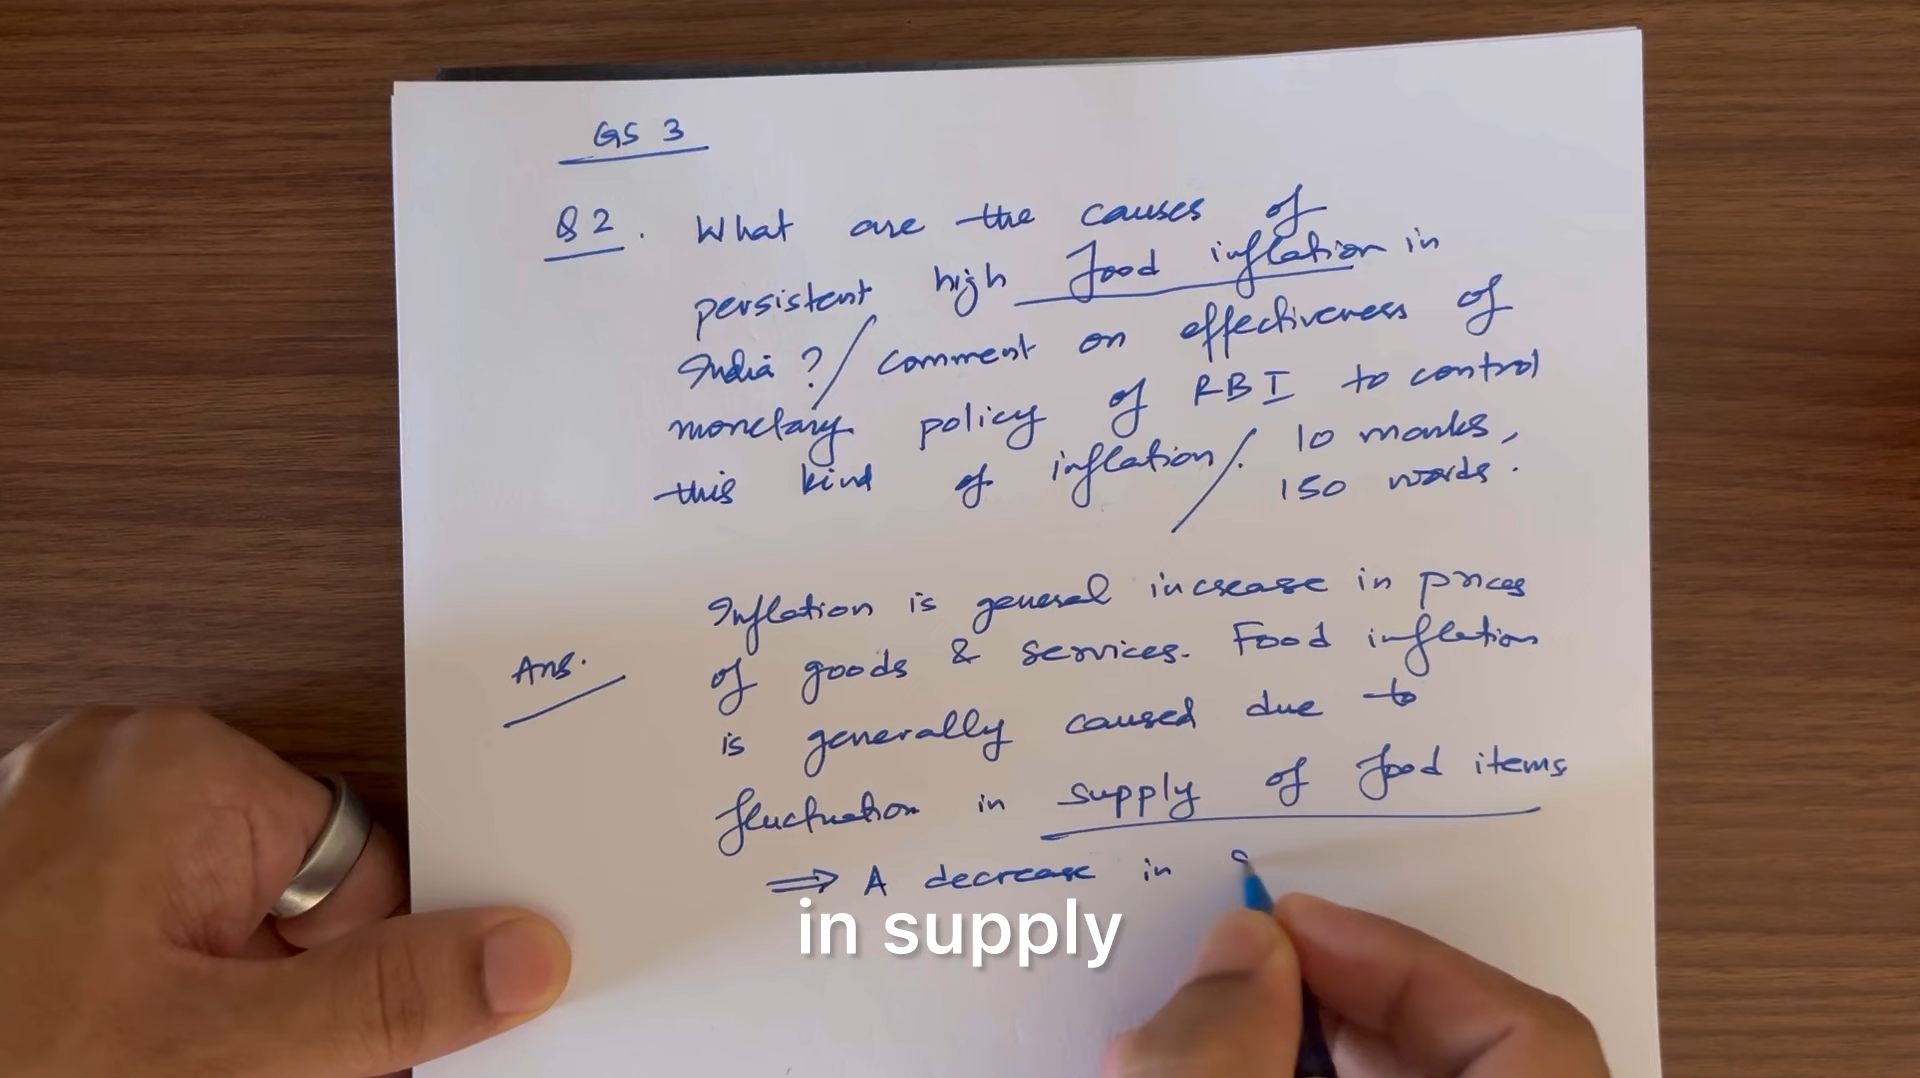 GS 3
Q2. What are the causes of
persistent high food inflation in
India? / comment on effectiveness of
monetary policy of RBI to control
this kind of inflation /. 10 marks,
150 words.
Ans. Inflation is general increase in prices
of goods & services. Food inflation
is generally caused due to
fluctuation in supply of food items
⇒ A decrease in s
in supply